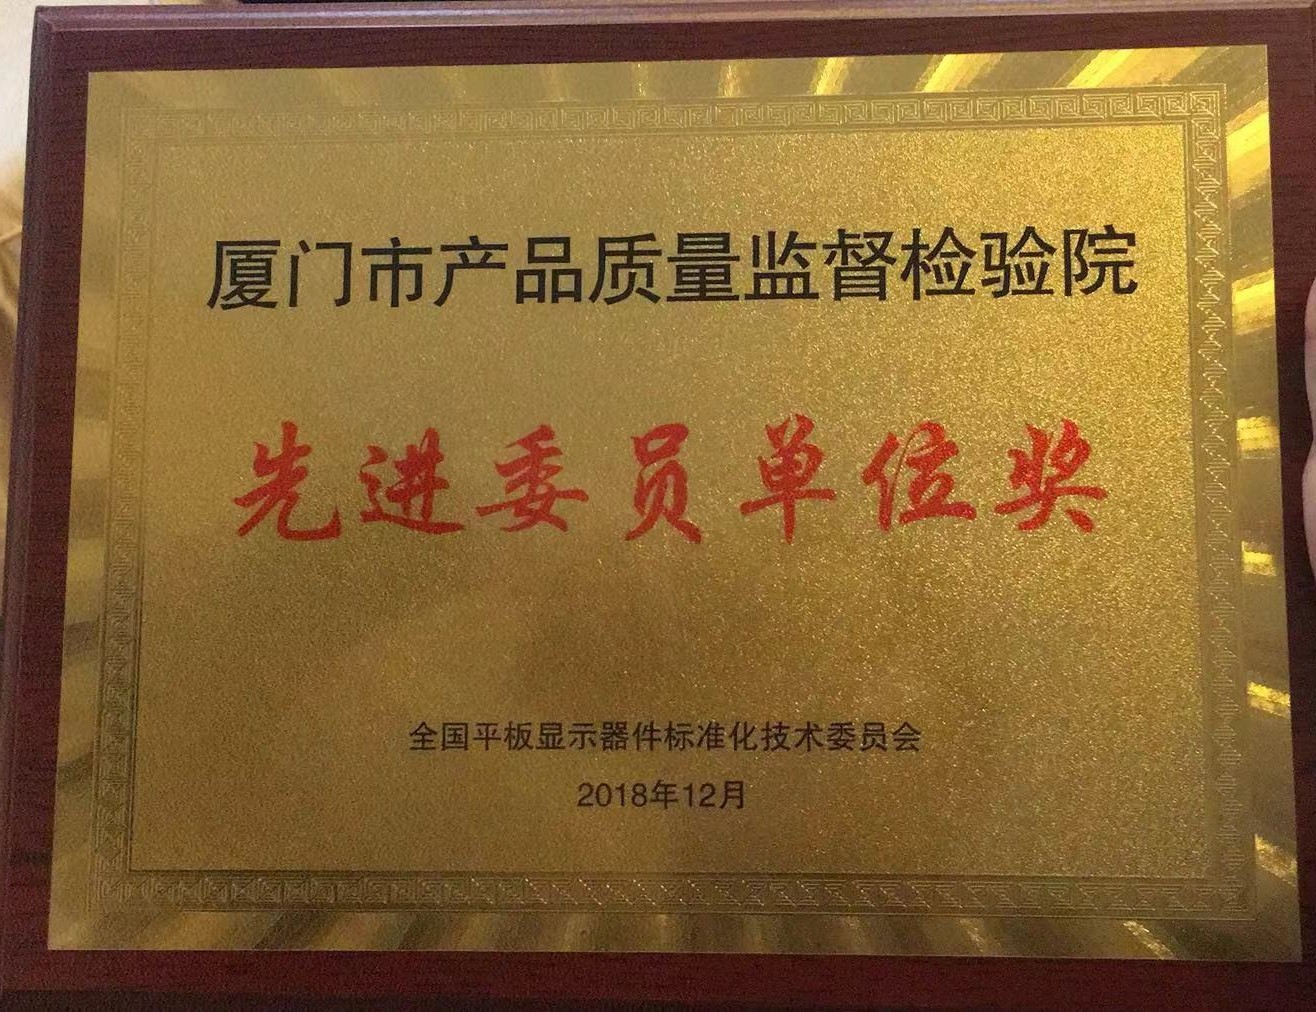 厦门市产品质量监督检验院
先进委员单位奖
全国平板显示器件标准化技术委员会
2018年12月